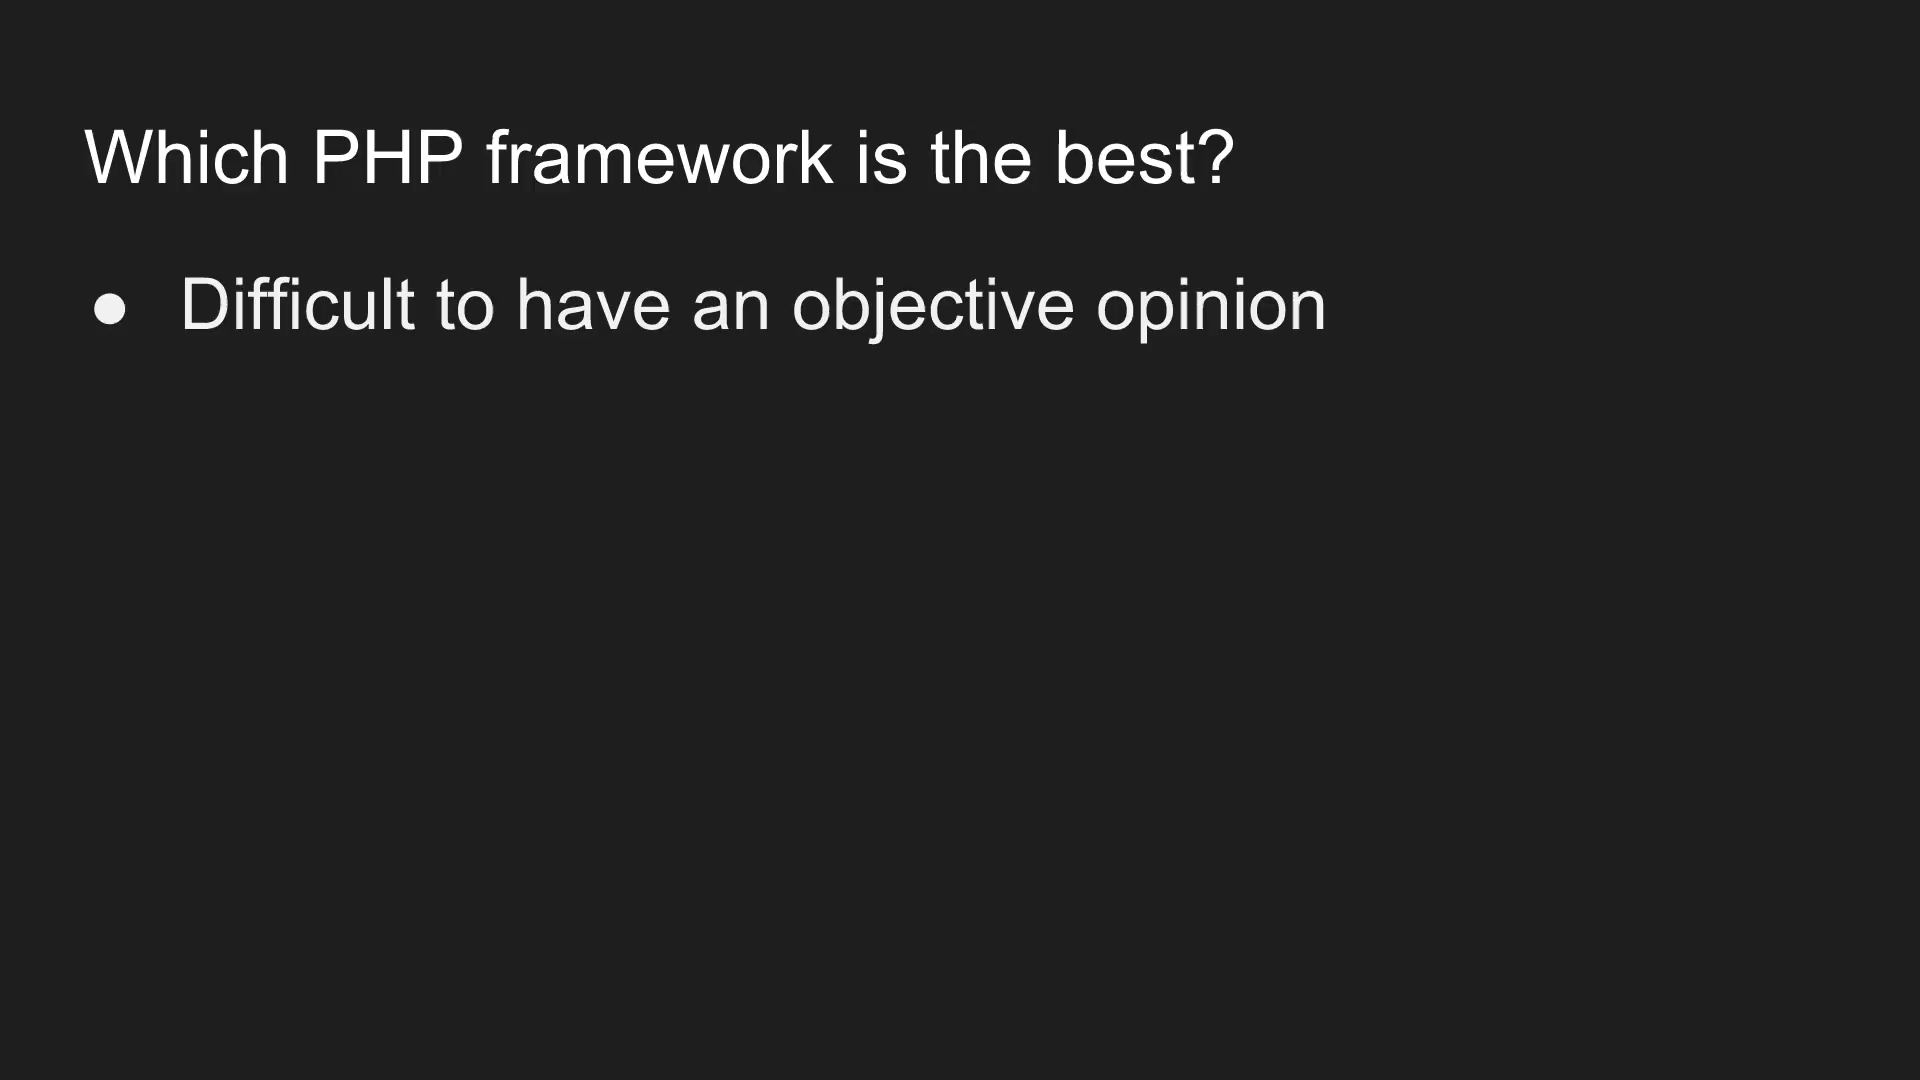 Which PHP framework is the best?
● Difficult to have an objective opinion